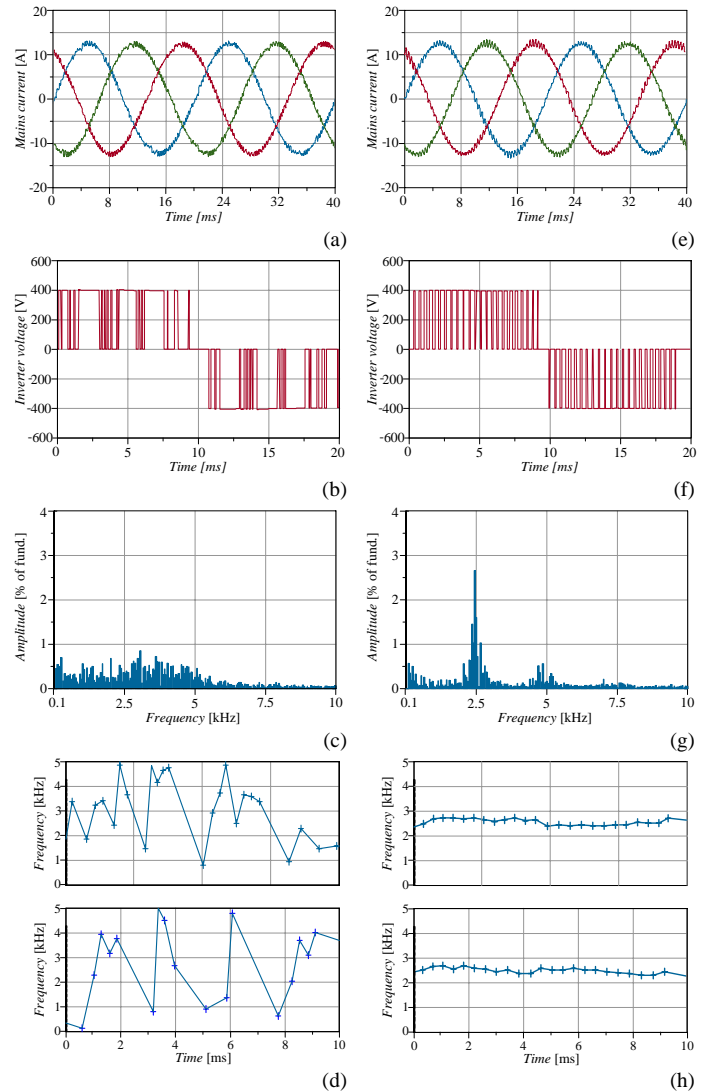 20
10
0
-10
-20
Mains current [A]
0 8 16 24 32 40
Time [ms]
(a)
20
10
0
-10
-20
Mains current [A]
0 8 16 24 32 40
Time [ms]
(e)
600
400
200
0
-200
-400
-600
Inverter voltage [V]
0 5 10 15 20
Time [ms]
(b)
600
400
200
0
-200
-400
-600
Inverter voltage [V]
0 5 10 15 20
Time [ms]
(f)
4
3
2
1
0
Amplitude [% of fund.]
0.1 2.5 5 7.5 10
Frequency [kHz]
(c)
4
3
2
1
0
Amplitude [% of fund.]
0.1 2.5 5 7.5 10
Frequency [kHz]
(g)
5
4
3
2
1
0
Frequency [kHz]
5
4
3
2
1
0
Frequency [kHz]
0 2 4 6 8 10
Time [ms]
(d)
5
4
3
2
1
0
Frequency [kHz]
5
4
3
2
1
0
Frequency [kHz]
0 2 4 6 8 10
Time [ms]
(h)